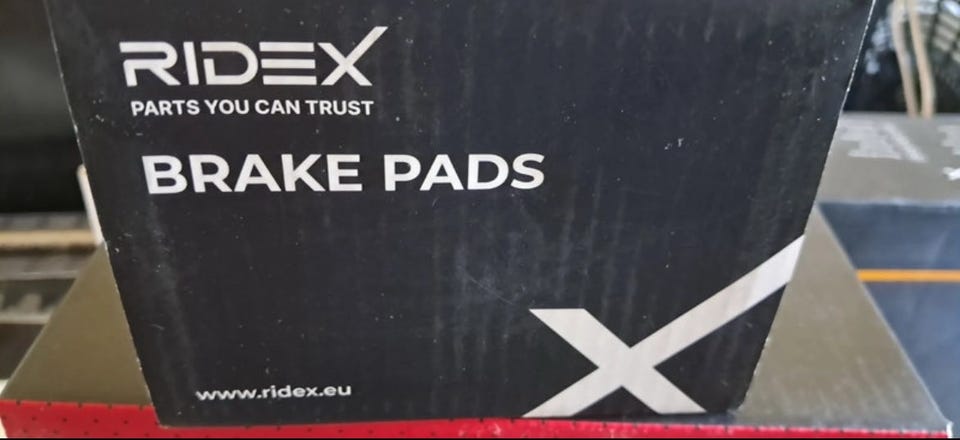 RIDEX
PARTS YOU CAN TRUST
BRAKE PADS
www.ridex.eu